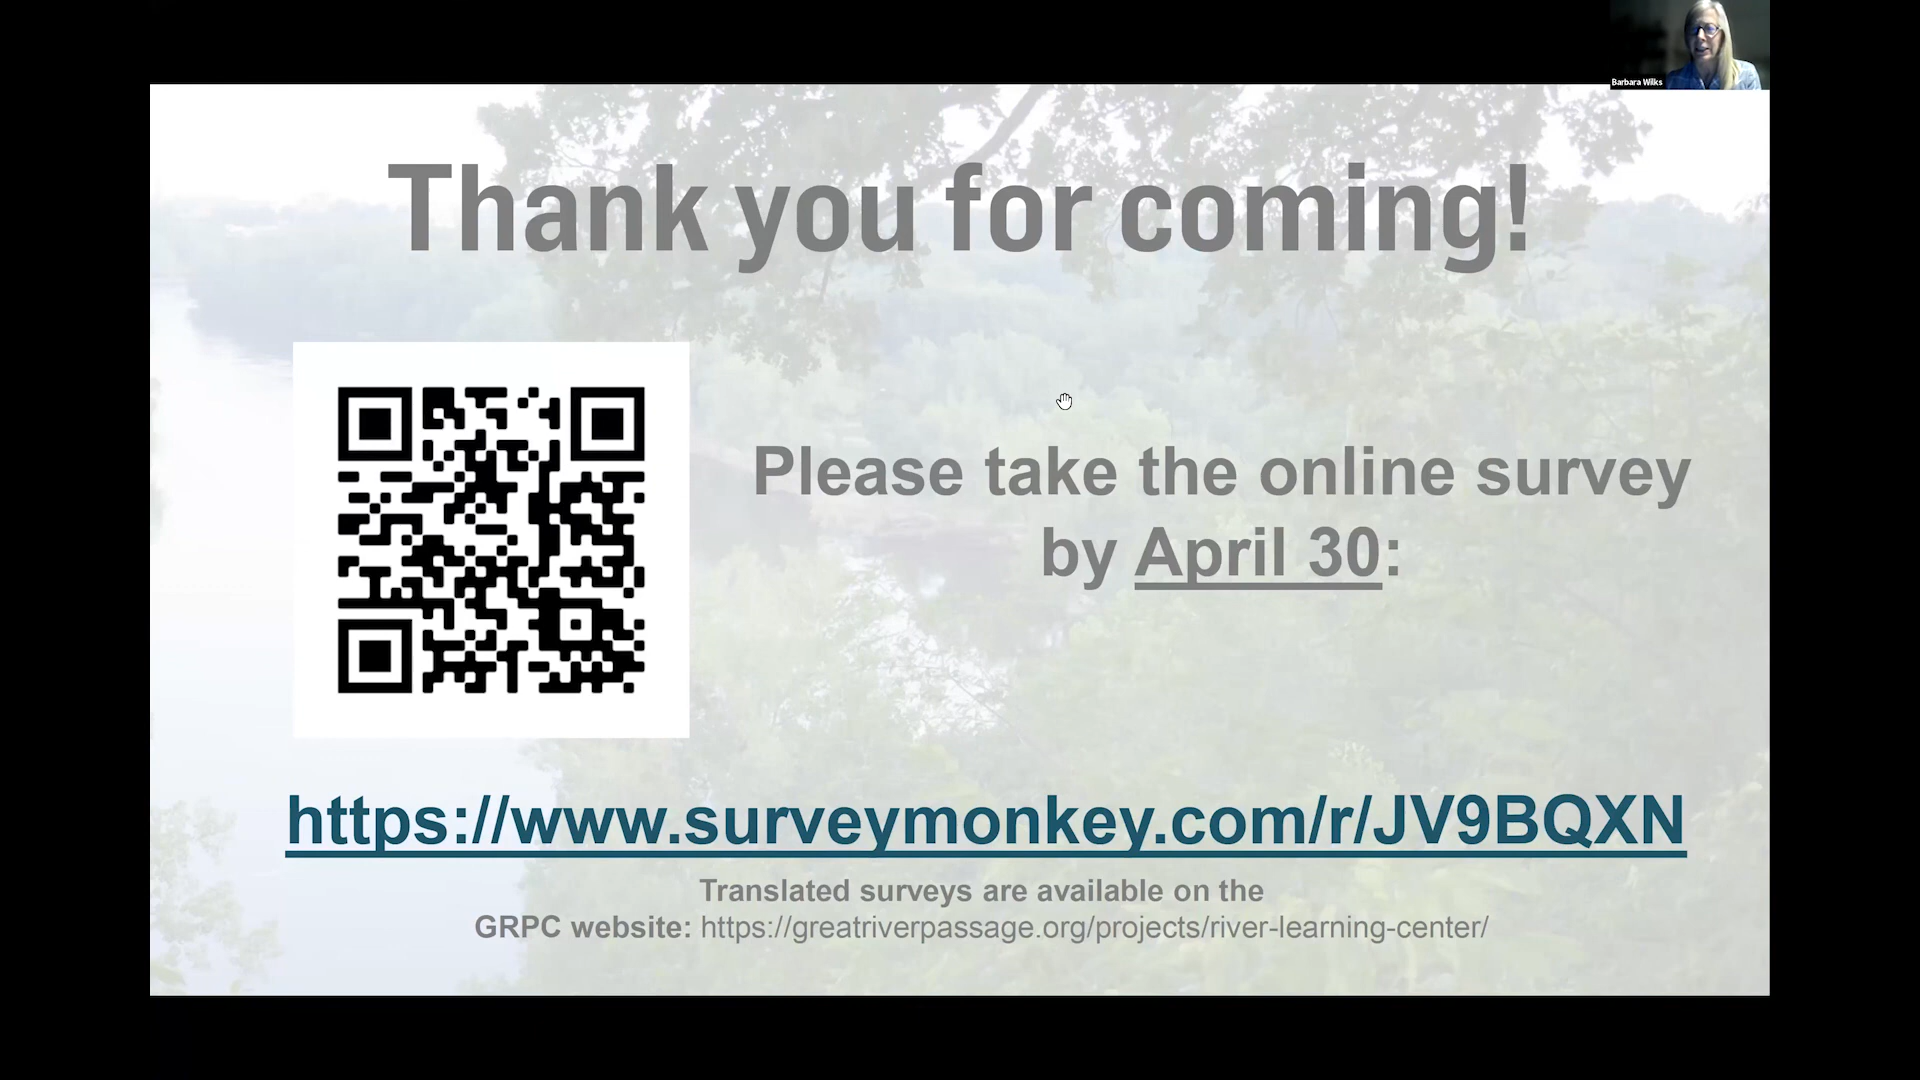 Barbara Wilks
Thank you for coming!
Please take the online survey
by April 30:
https://www.surveymonkey.com/r/JV9BQXN
Translated surveys are available on the
GRPC website: https://greatriverpassage.org/projects/river-learning-center/